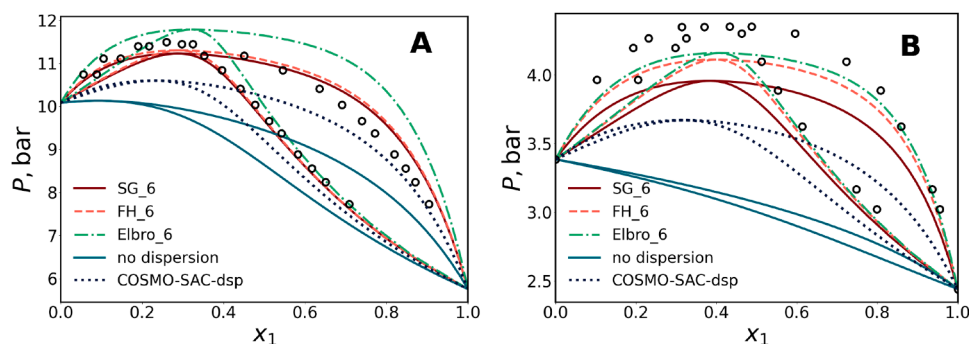 A
P, bar
12
11
10
9
8
7
6
SG_6
FH_6
Elbro_6
no dispersion
COSMO-SAC-dsp
0.0 0.2 0.4 0.6 0.8 1.0
x1
B
P, bar
4.0
3.5
3.0
2.5
SG_6
FH_6
Elbro_6
no dispersion
COSMO-SAC-dsp
0.0 0.2 0.4 0.6 0.8 1.0
x1